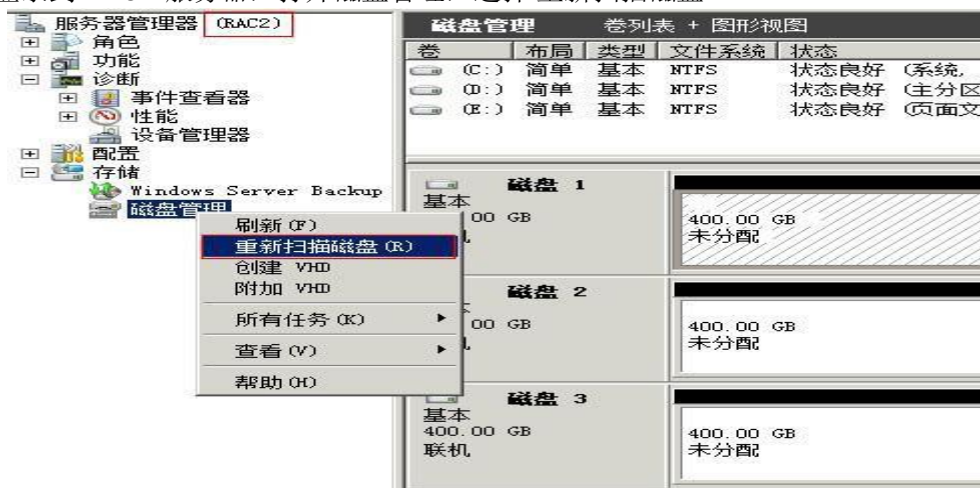 服务器管理器 (RAC2)
角色
功能
诊断
事件查看器
性能
设备管理器
配置
存储
Windows Server Backup
磁盘管理
刷新(F)
重新扫描磁盘(R)
创建 VHD
附加 VHD
所有任务(K)
查看(V)
帮助(H)
磁盘管理 卷列表 + 图形视图
卷 布局 类型 文件系统 状态
(C:) 简单 基本 NTFS 状态良好 (系统,
(D:) 简单 基本 NTFS 状态良好 (主分区
(E:) 简单 基本 NTFS 状态良好 (页面文
磁盘 1
基本
00 GB
400.00 GB
未分配
磁盘 2
00 GB
400.00 GB
未分配
磁盘 3
基本
400.00 GB
联机
400.00 GB
未分配